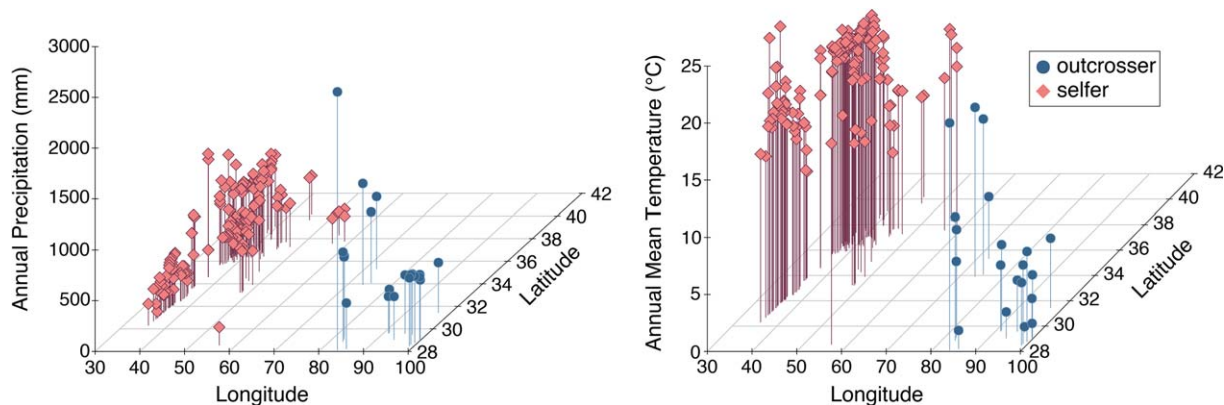 Annual Precipitation (mm)
3000
2500
2000
1500
1000
500
0
30 40 50 60 70 80 90 100
Longitude
28
30
32
34
36
38
40
42
Latitude
Annual Mean Temperature (°C)
25
20
15
10
5
0
30 40 50 60 70 80 90 100
Longitude
28
30
32
34
36
38
40
42
Latitude
outcrosser
selfer